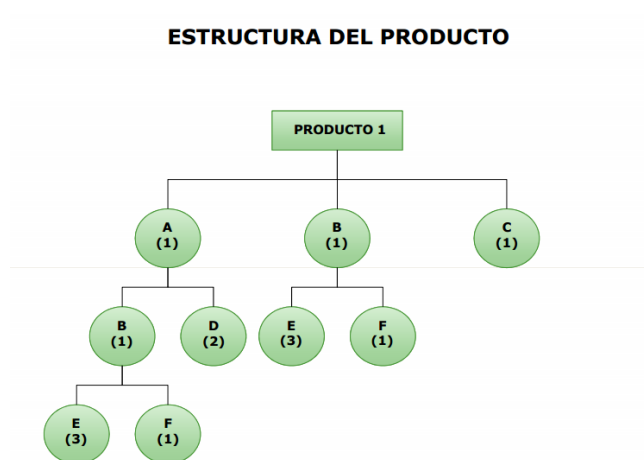 ESTRUCTURA DEL PRODUCTO
PRODUCTO 1
A
(1)
B
(1)
C
(1)
B
(1)
D
(2)
E
(3)
F
(1)
E
(3)
F
(1)